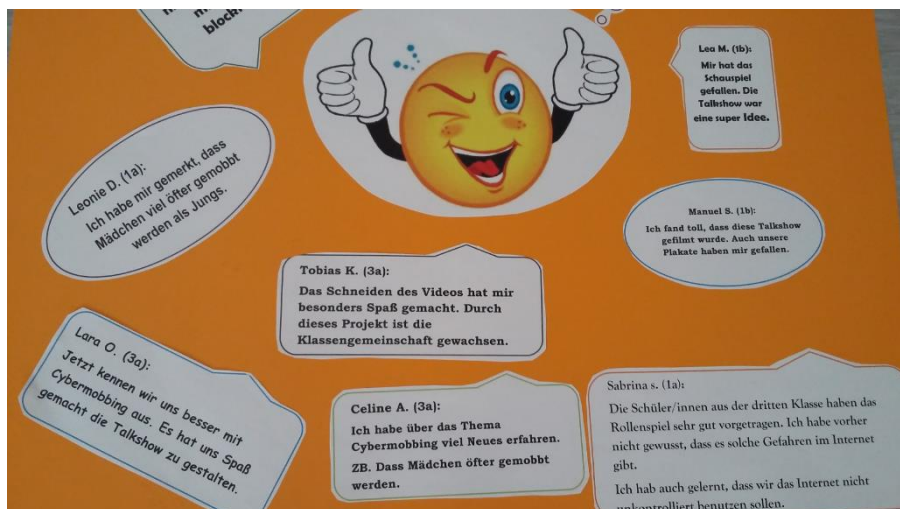 block
Lea M. (1b):
Mir hat das
Schauspiel
gefallen. Die
Talkshow war
eine super Idee.
Leonie D. (1a):
Ich habe mir gemerkt, dass
Mädchen viel öfter gemobbt
werden als Jungs.
Manuel S. (1b):
Ich fand toll, dass diese Talkshow
gefilmt wurde. Auch unsere
Plakate haben mir gefallen.
Tobias K. (3a):
Das Schneiden des Videos hat mir
besonders Spaß gemacht. Durch
dieses Projekt ist die
Klassengemeinschaft gewachsen.
Lara O. (3a):
Jetzt kennen wir uns besser mit
Cybermobbing aus. Es hat uns Spaß
gemacht die Talkshow zu gestalten.
Celine A. (3a):
Ich habe über das Thema
Cybermobbing viel Neues erfahren.
ZB. Dass Mädchen öfter gemobbt
werden.
Sabrina s. (1a):
Die Schüler/innen aus der dritten Klasse haben das
Rollenspiel sehr gut vorgetragen. Ich habe vorher
nicht gewusst, dass es solche Gefahren im Internet
gibt.
Ich hab auch gelernt, dass wir das Internet nicht
unkontrolliert benutzen sollen.